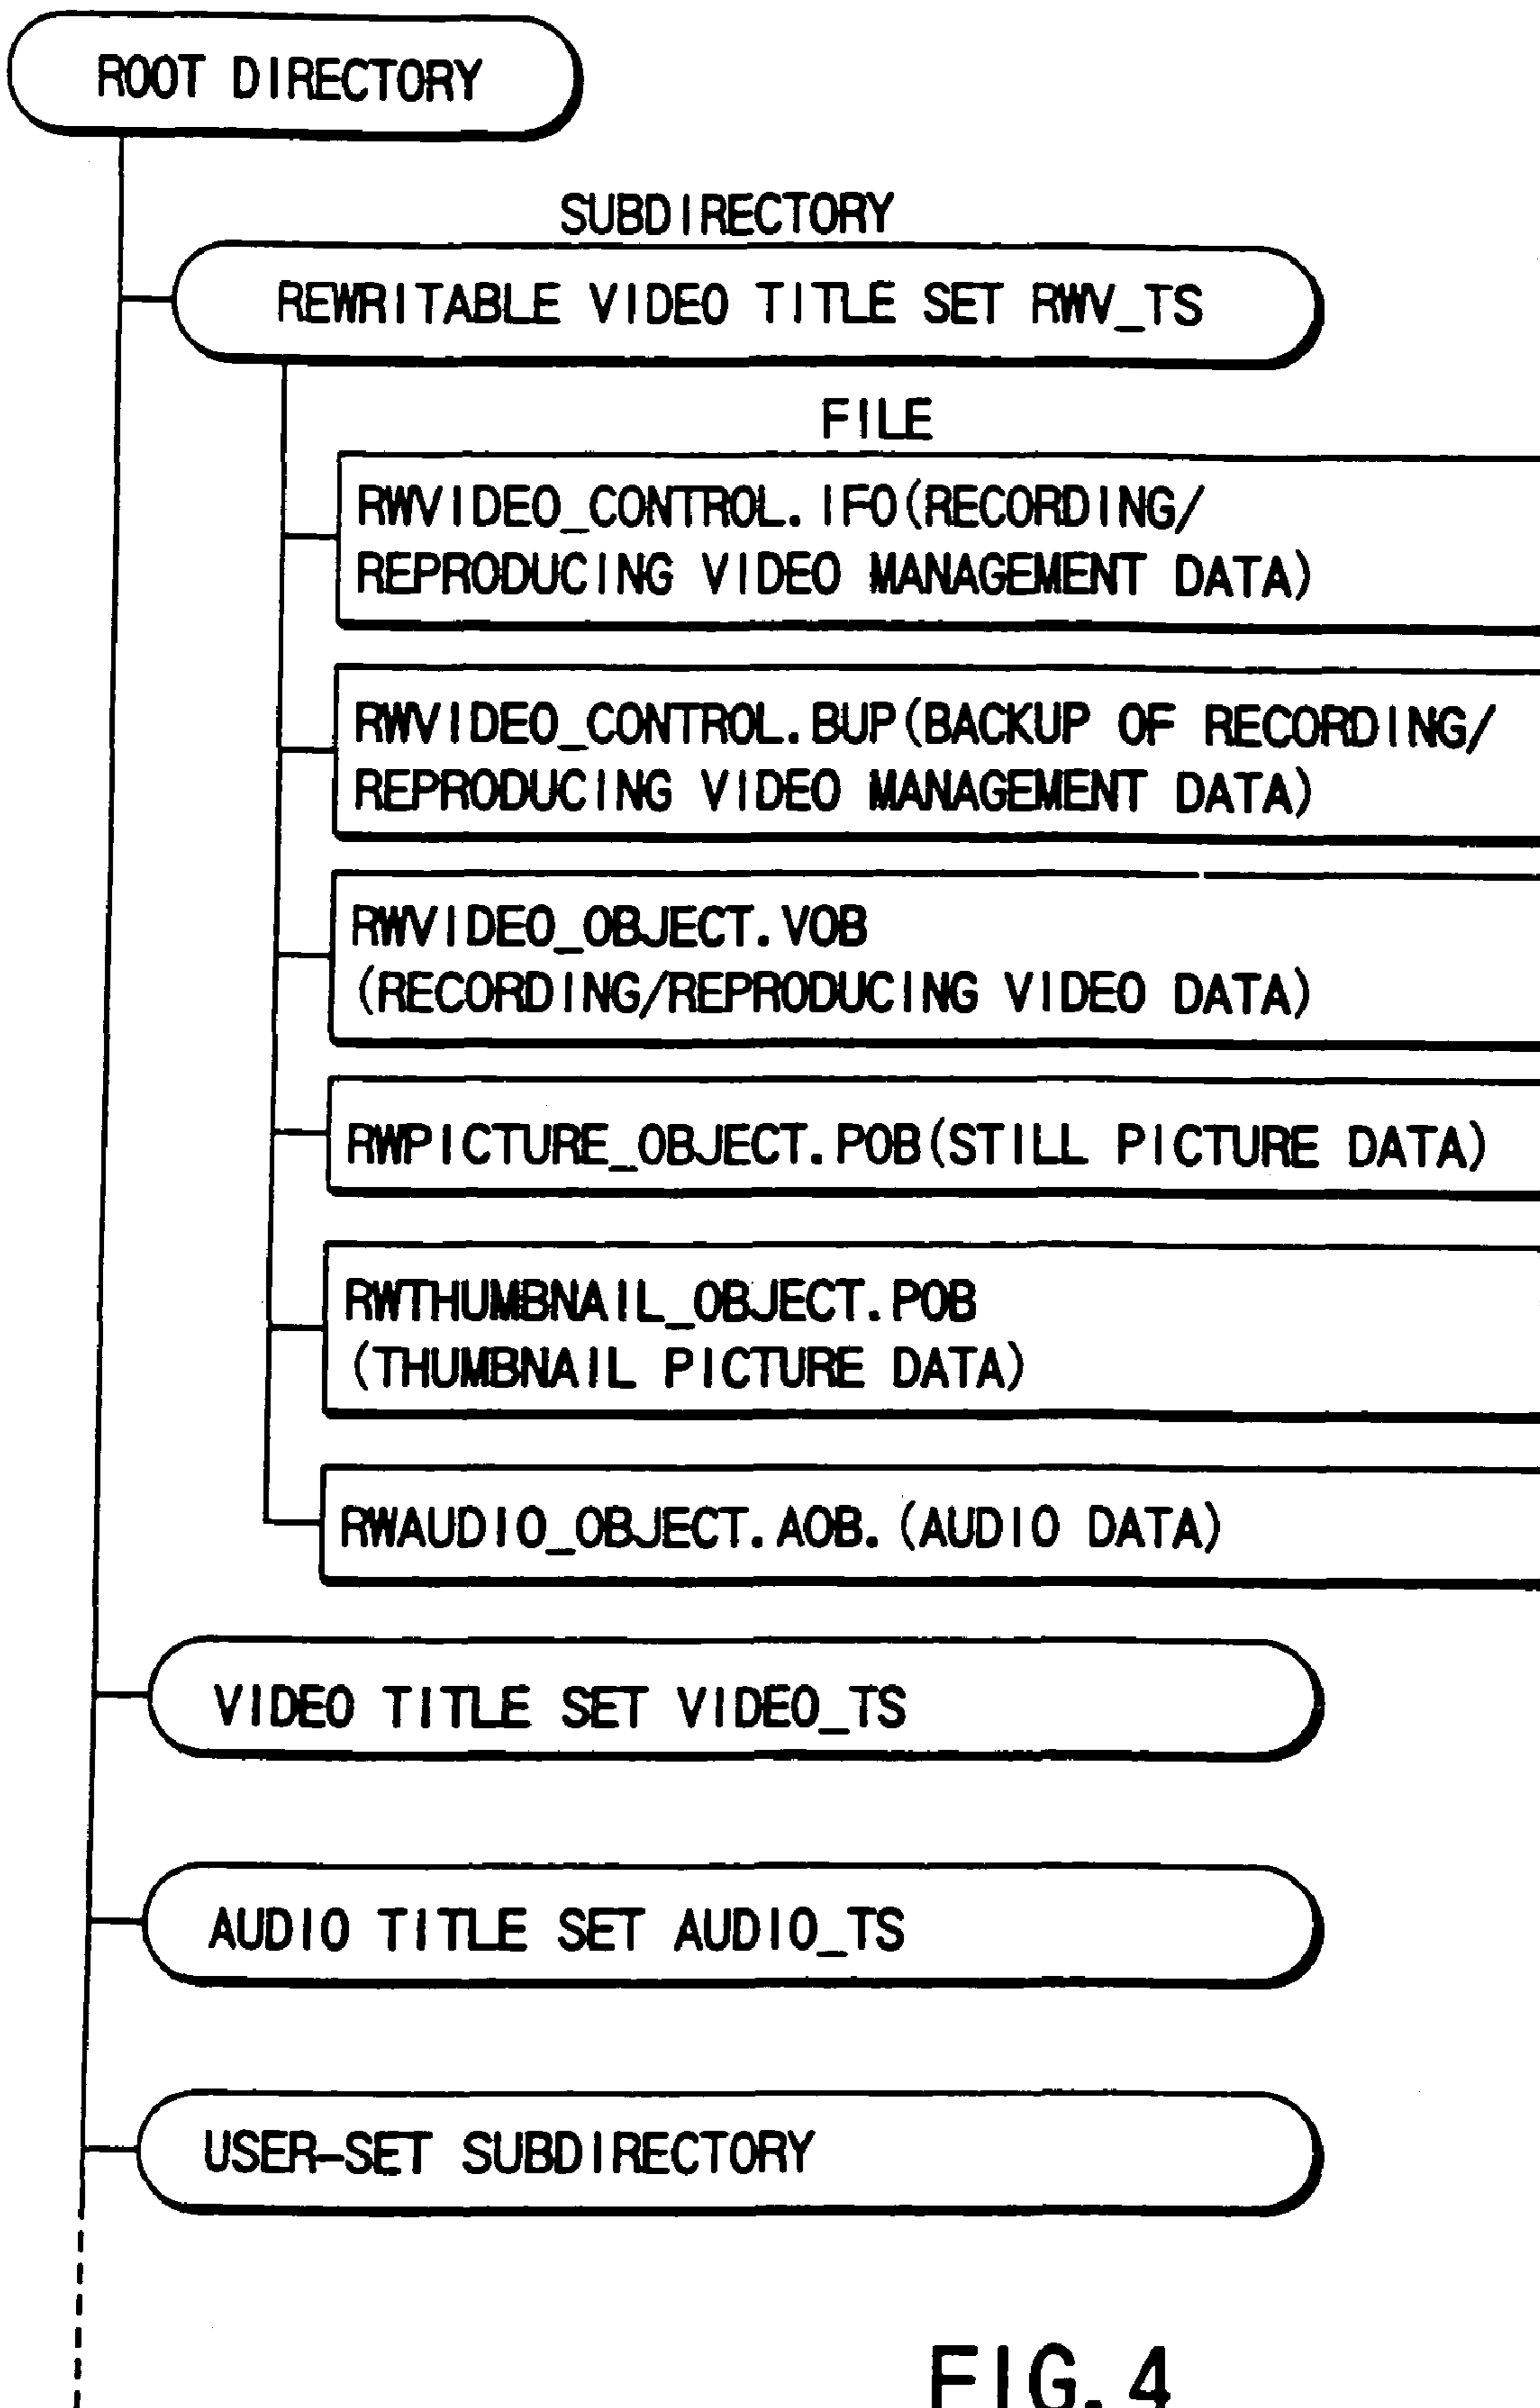 ROOT DIRECTORY
SUBDIRECTORY
REWRITABLE VIDEO TITLE SET RWV_TS
FILE
RWVIDEO_CONTROL.IFO(RECORDING/
REPRODUCING VIDEO MANAGEMENT DATA)
RWVIDEO_CONTROL.BUP(BACKUP OF RECORDING/
REPRODUCING VIDEO MANAGEMENT DATA)
RWVIDEO_OBJECT.VOB
(RECORDING/REPRODUCING VIDEO DATA)
RWPICTURE_OBJECT.POB(STILL PICTURE DATA)
RWTHUMBNAIL_OBJECT.POB
(THUMBNAIL PICTURE DATA)
RWAUDIO_OBJECT.AOB.(AUDIO DATA)
VIDEO TITLE SET VIDEO_TS
AUDIO TITLE SET AUDIO_TS
USER-SET SUBDIRECTORY
FIG.4